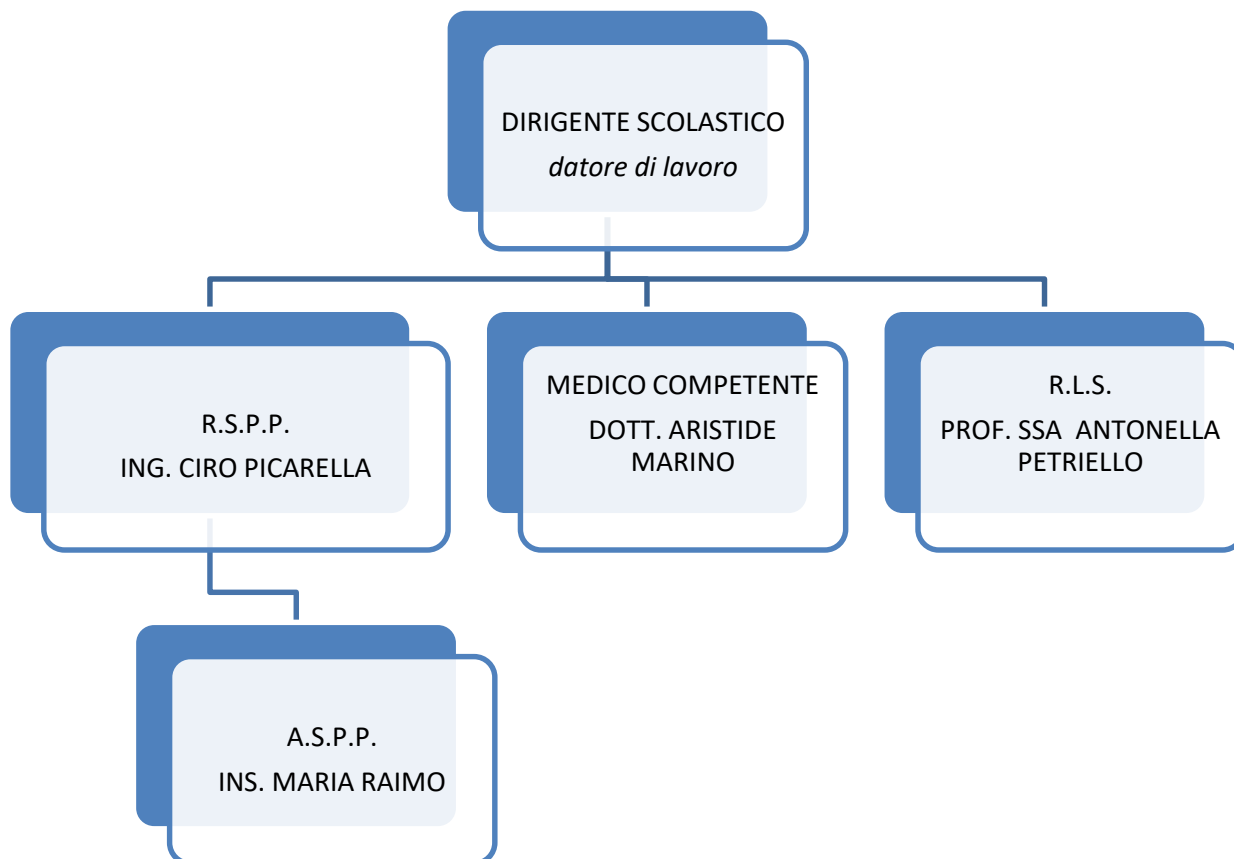 DIRIGENTE SCOLASTICO
datore di lavoro
R.S.P.P.
ING. CIRO PICARELLA
MEDICO COMPETENTE
DOTT. ARISTIDE
MARINO
R.L.S.
PROF. SSA ANTONELLA
PETRIELLO
A.S.P.P.
INS. MARIA RAIMO